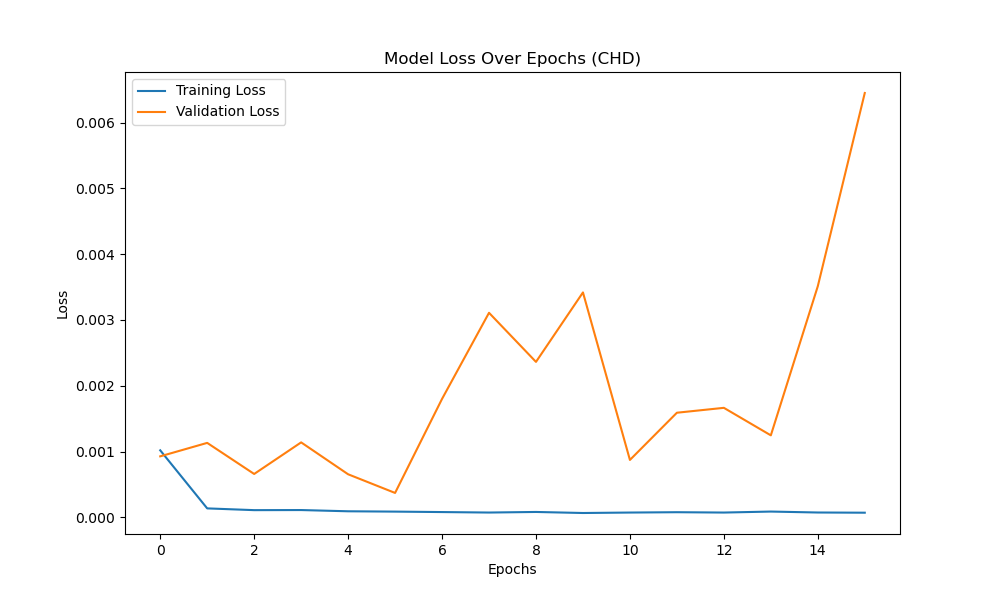 Model Loss Over Epochs (CHD)
Training Loss
Validation Loss
0.006
0.005
0.004
0.003
0.002
0.001
0.000
Loss
0 2 4 6 8 10 12 14
Epochs